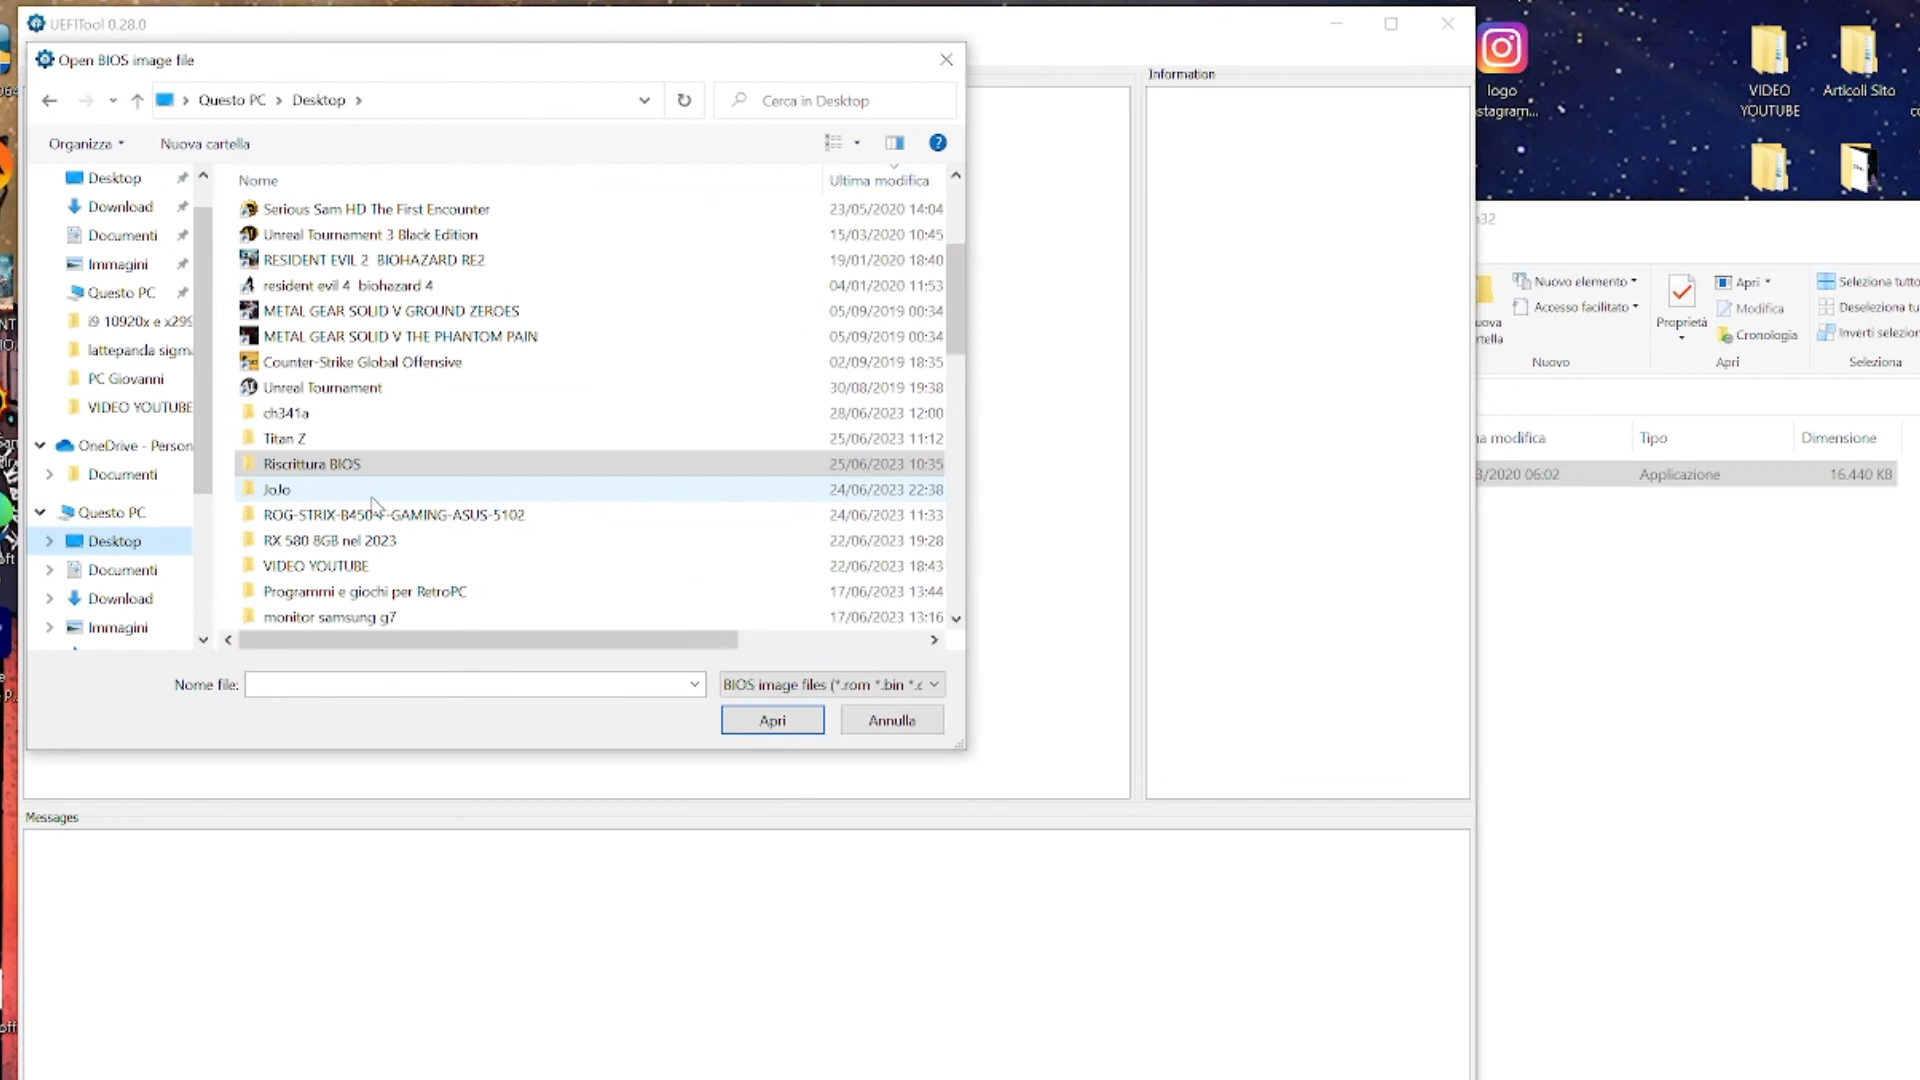 UEFITool 0.28.0
Open BIOS image file
Questo PC
Desktop
Cerca in Desktop
Organizza
Nuova cartella
Desktop
Download
Documenti
Immagini
Questo PC
i9 10920x e x299
lattepanda sigm
PC Giovanni
VIDEO YOUTUBE
OneDrive - Person
Documenti
Questo PC
Desktop
Documenti
Download
Immagini
Nome
Ultima modifica
Serious Sam HD The First Encounter
23/05/2020 14:04
Unreal Tournament 3 Black Edition
15/03/2020 10:45
RESIDENT EVIL 2 BIOHAZARD RE2
19/01/2020 18:40
resident evil 4 biohazard 4
04/01/2020 11:53
METAL GEAR SOLID V GROUND ZEROES
05/09/2019 00:34
METAL GEAR SOLID V THE PHANTOM PAIN
05/09/2019 00:34
Counter-Strike Global Offensive
02/09/2019 18:35
Unreal Tournament
30/08/2019 19:38
ch341a
28/06/2023 12:00
Titan Z
25/06/2023 11:12
Riscrittura BIOS
25/06/2023 10:35
JoJo
24/06/2023 22:38
ROG-STRIX-B450-F-GAMING-ASUS-5102
24/06/2023 11:33
RX 580 8GB nel 2023
22/06/2023 19:28
VIDEO YOUTUBE
22/06/2023 18:43
Programmi e giochi per RetroPC
17/06/2023 13:44
monitor samsung g7
17/06/2023 13:16
Nome file:
BIOS image files (*.rom *.bin *.c
Apri
Annulla
Information
Messages
logo
stagram...
VIDEO
YOUTUBE
Articoli Sito
Nuovo elemento
Accesso facilitato
Nuovo
Proprietà
Apri
Modifica
Cronologia
Apri
Seleziona tutto
Deseleziona tu
Inverti selezion
Seleziona
a modifica
Tipo
Dimensione
3/2020 06:02
Applicazione
16.440 KB